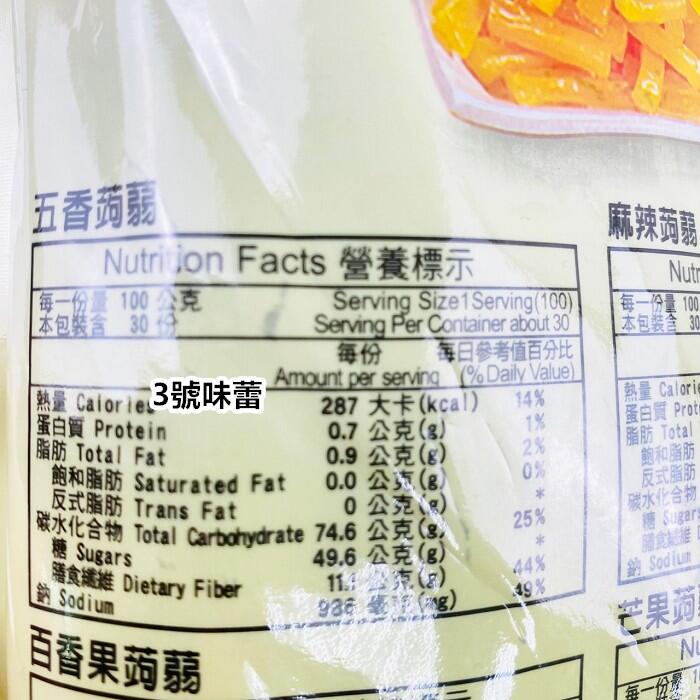 五香蒟蒻
Nutrition Facts 營養標示
每一份量 100 公克 Serving Size1Serving(100)
本包裝含 30 份 Serving Per Container about 30
每份 每日參考值百分比
Amount per serving (% Daily Value)
熱量 Calories 287 大卡(kcal) 14%
3號味蕾
蛋白質 Protein 0.7 公克(g) 1%
脂肪 Total Fat 0.9 公克(g) 2%
飽和脂肪 Saturated Fat 0.0 公克(g) 0%
反式脂肪 Trans Fat 0 公克(g) *
碳水化合物 Total Carbohydrate 74.6 公克(g) 25%
糖 Sugars 49.6 公克(g) *
膳食纖維 Dietary Fiber 公克(g) 44%
鈉 Sodium 毫克(mg) 49%
百香果蒟蒻
麻辣蒟蒻
每一份量 100
本包裝含 30
熱量
蛋白質
脂肪 Total
飽和脂肪
反式脂肪
碳水化合物
糖 Sugars
膳食纖維
鈉 Sodium
芒果蒟